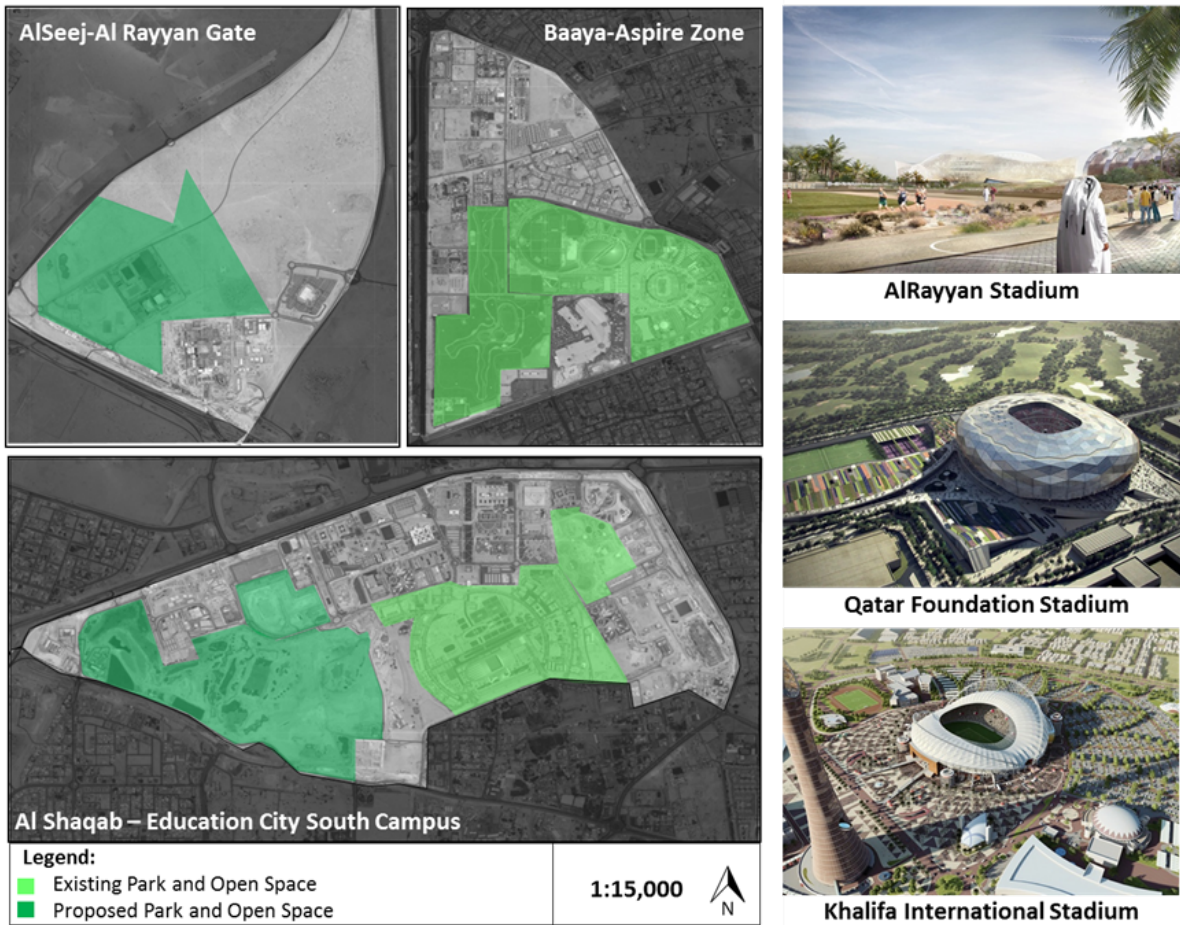 AlSeej-Al Rayyan Gate
Baaya-Aspire Zone
AlRayyan Stadium
Qatar Foundation Stadium
Al Shaqab – Education City South Campus
Legend:
Existing Park and Open Space
Proposed Park and Open Space
1:15,000
N
Khalifa International Stadium